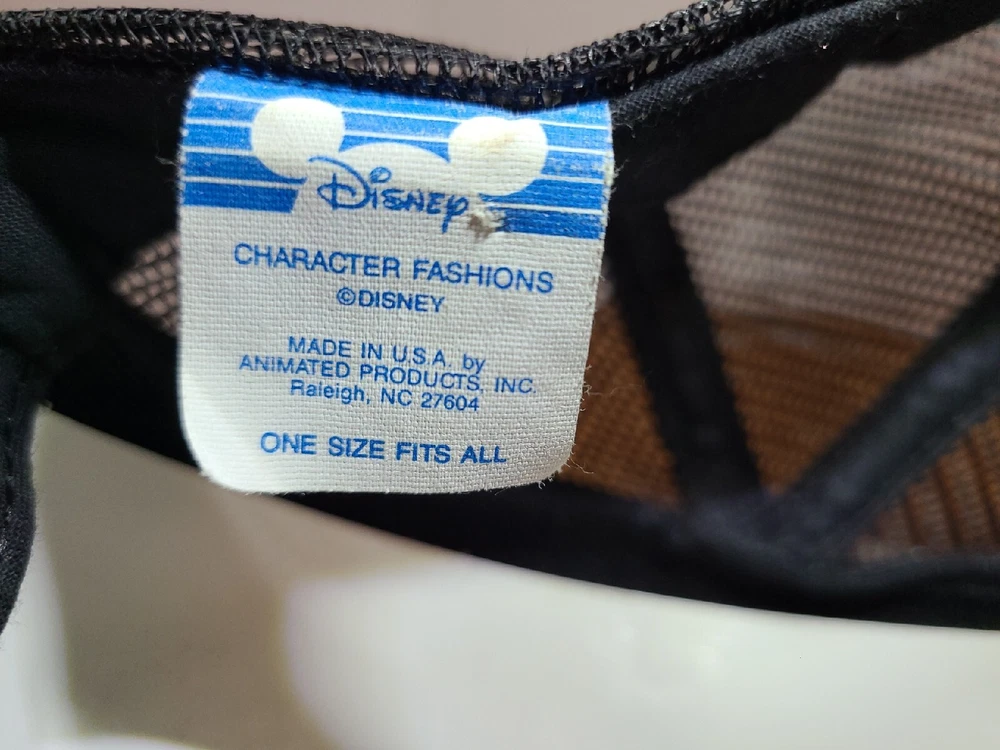 Disney
CHARACTER FASHIONS
©DISNEY
MADE IN U.S.A. by
ANIMATED PRODUCTS, INC.
Raleigh, NC 27604
ONE SIZE FITS ALL